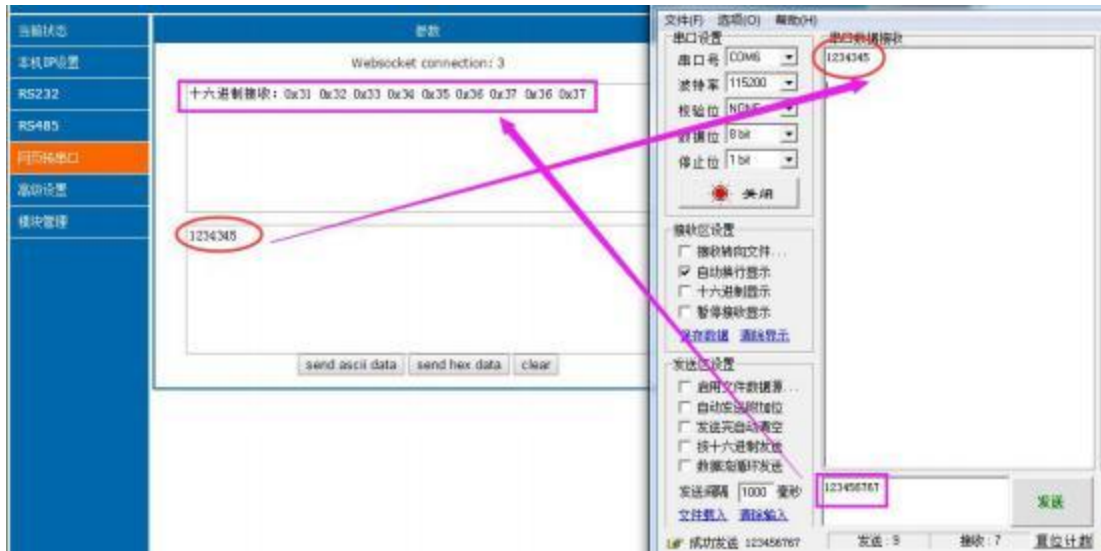 当前状态
本机IP设置
RS232
RS485
网页转串口
高级设置
模块管理
参数
Websocket connection: 3
十六进制接收: 0x31 0x32 0x33 0x34 0x35 0x36 0x37 0x36 0x37
1234345
send ascii data
send hex data
clear
文件(F) 选项(O) 帮助(H)
串口设置
串口号 COM6
波特率 115200
校验位 NONE
数据位 8 bit
停止位 1 bit
关闭
接收区设置
接收转向文件...
自动换行显示
十六进制显示
暂停接收显示
保存数据 清除显示
发送区设置
启用文件数据源...
自动发送附加位
发送完自动清空
按十六进制发送
数据流循环发送
发送间隔 1000 毫秒
文件载入 清除输入
串口数据接收
1234345
123456767
发送
成功发送 123456767
发送:9
接收:7
复位计数